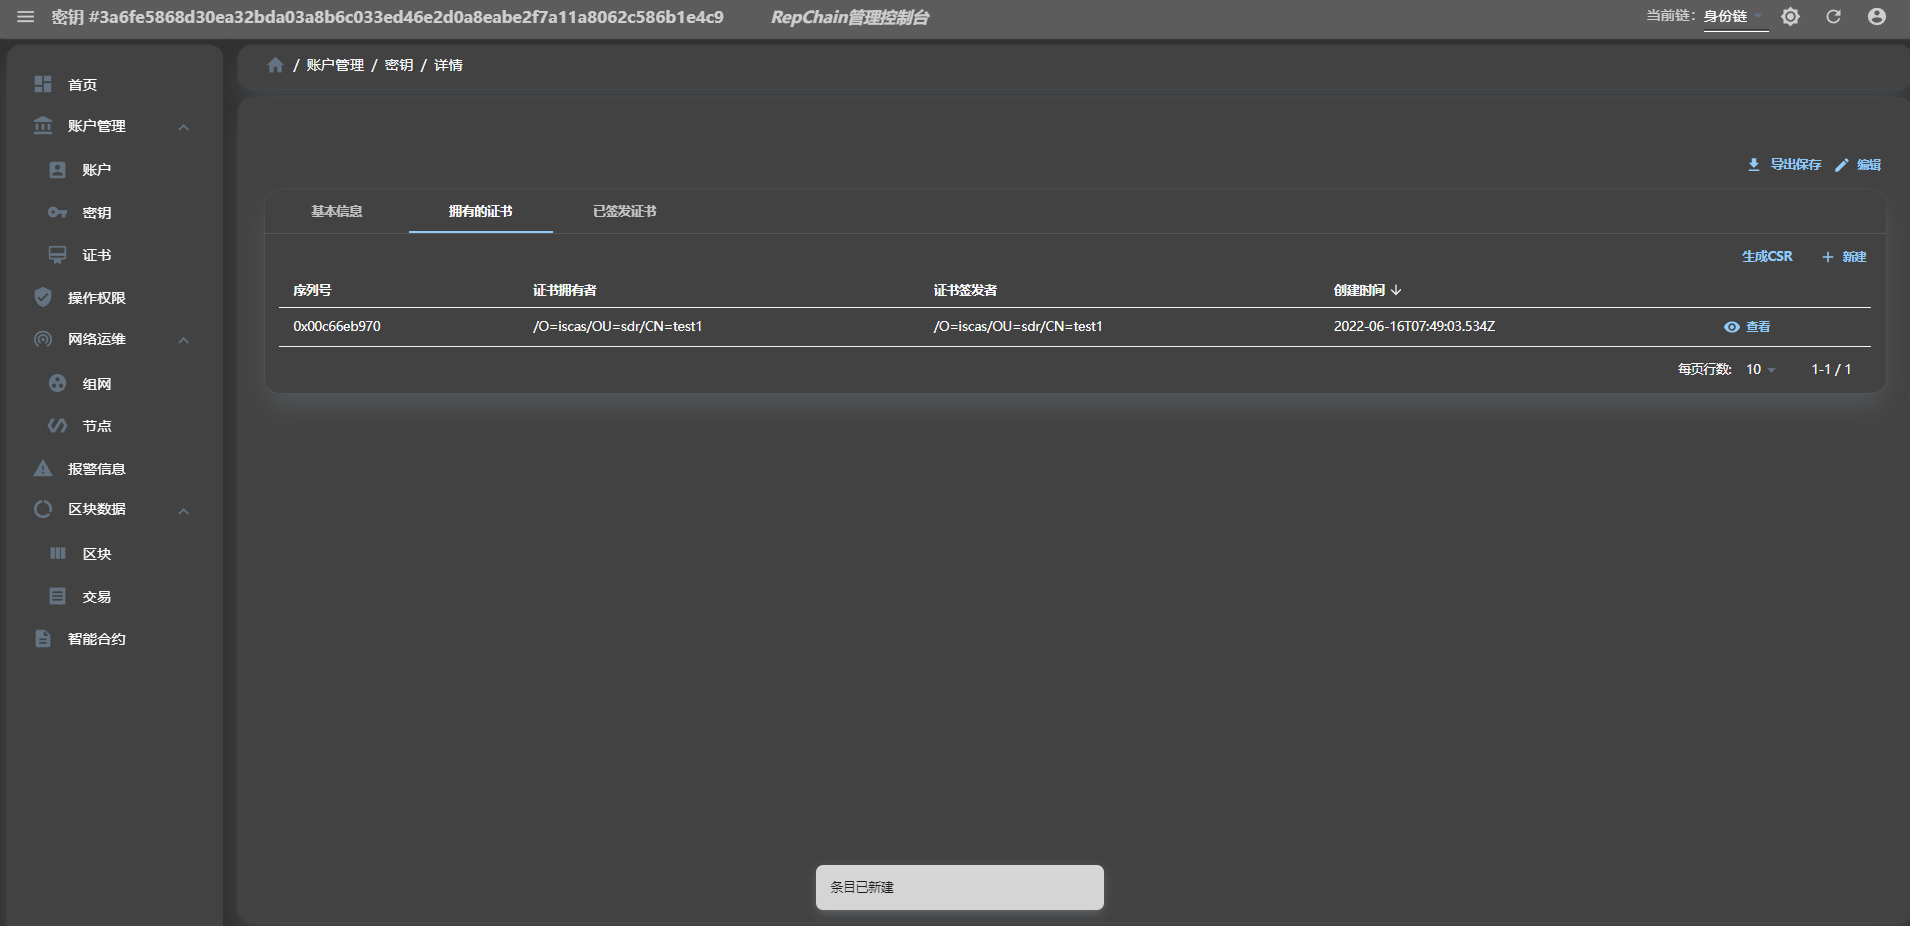 密钥 #3a6fe5868d30ea32bda03a8b6c033ed46e2d0a8eabe2f7a11a8062c586b1e4c9
RepChain管理控制台
当前链: 身份链
首页
账户管理
账户
密钥
证书
操作权限
网络运维
组网
节点
报警信息
区块数据
区块
交易
智能合约
/ 账户管理 / 密钥 / 详情
导出保存 编辑
基本信息 拥有的证书 已签发证书
生成CSR + 新建
序列号 证书拥有者 证书签发者 创建时间
0x00c66eb970 /O=iscas/OU=sdr/CN=test1 /O=iscas/OU=sdr/CN=test1 2022-06-16T07:49:03.534Z 查看
每页行数: 10 1-1 / 1
条目已新建